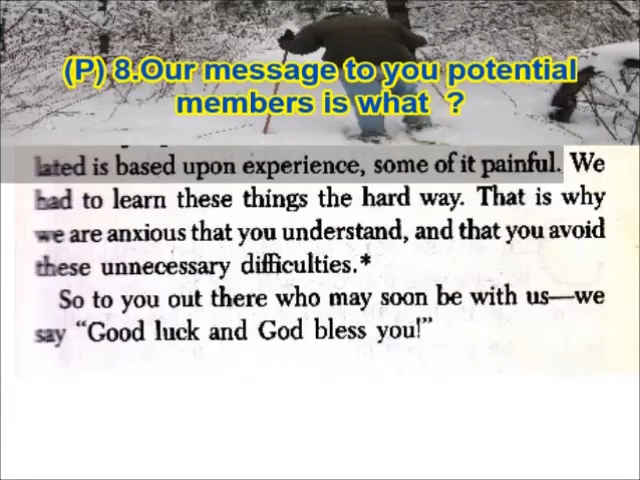 (P) 8.Our message to you potential
members is what ?
lated is based upon experience, some of it painful. We
had to learn these things the hard way. That is why
we are anxious that you understand, and that you avoid
these unnecessary difficulties.*
So to you out there who may soon be with us—we
say “Good luck and God bless you!”